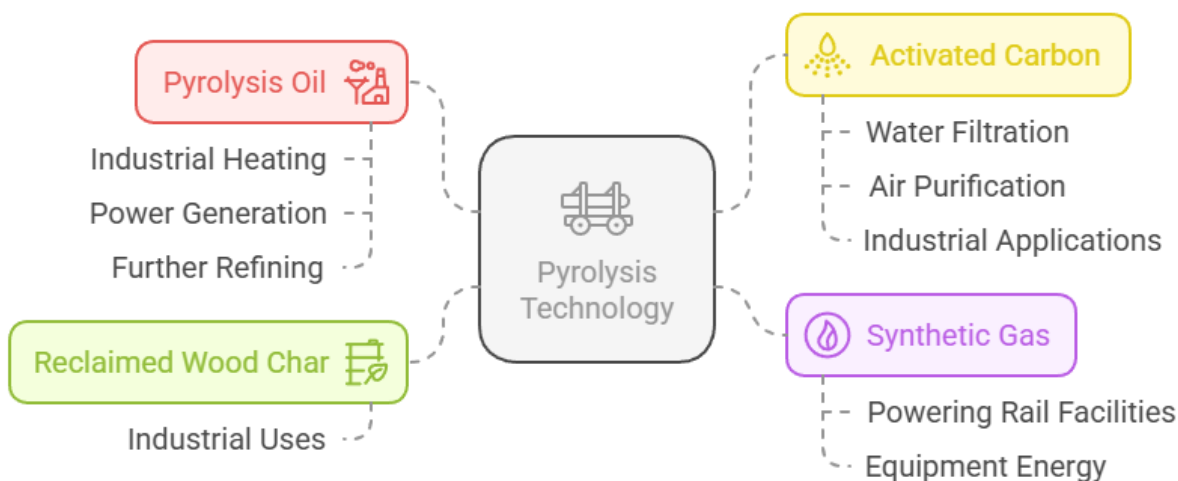 Pyrolysis Oil
Industrial Heating
Power Generation
Further Refining
Reclaimed Wood Char
Industrial Uses
Pyrolysis
Technology
Activated Carbon
Water Filtration
Air Purification
Industrial Applications
Synthetic Gas
Powering Rail Facilities
Equipment Energy